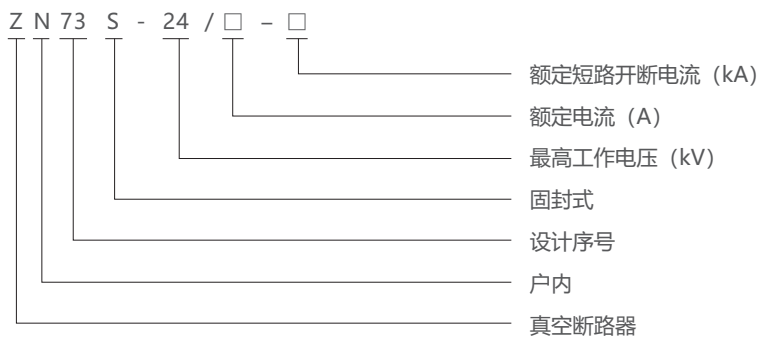 Z N 73 S - 24 / □ – □
额定短路开断电流（kA）
额定电流（A）
最高工作电压（kV）
固封式
设计序号
户内
真空断路器